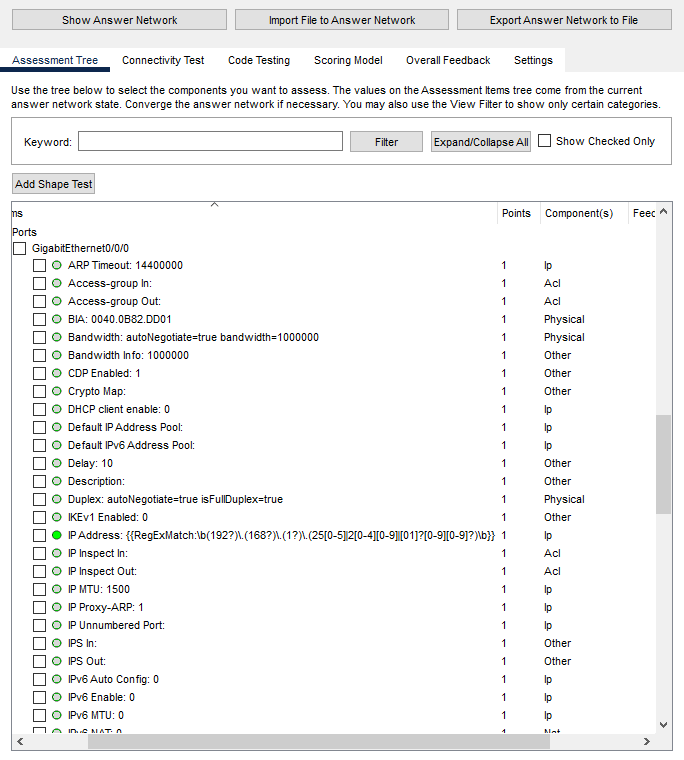 Show Answer Network Import File to Answer Network Export Answer Network to File
Assessment Tree Connectivity Test Code Testing Scoring Model Overall Feedback Settings
Use the tree below to select the components you want to assess. The values on the Assessment Items tree come from the current
answer network state. Converge the answer network if necessary. You may also use the View Filter to show only certain categories.
Keyword: Filter Expand/Collapse All Show Checked Only
Add Shape Test
ms Points Component(s) Feec
Ports
GigabitEthernet0/0/0
ARP Timeout: 14400000 1 Ip
Access-group In: 1 Acl
Access-group Out: 1 Acl
BIA: 0040.0B82.DD01 1 Physical
Bandwidth: autoNegotiate=true bandwidth=1000000 1 Physical
Bandwidth Info: 1000000 1 Other
CDP Enabled: 1 1 Other
Crypto Map: 1 Other
DHCP client enable: 0 1 Ip
Default IP Address Pool: 1 Ip
Default IPv6 Address Pool: 1 Ip
Delay: 10 1 Other
Description: 1 Other
Duplex: autoNegotiate=true isFullDuplex=true 1 Physical
IKEv1 Enabled: 0 1 Other
IP Address: {{RegExMatch:\b(192?)\.(168?)\.(1?)\.(25[0-5]|2[0-4][0-9]|[01]?[0-9][0-9]?)\b}} 1 Ip
IP Inspect In: 1 Acl
IP Inspect Out: 1 Acl
IP MTU: 1500 1 Ip
IP Proxy-ARP: 1 1 Ip
IP Unnumbered Port: 1 Ip
IPS In: 1 Other
IPS Out: 1 Other
IPv6 Auto Config: 0 1 Ip
IPv6 Enable: 0 1 Ip
IPv6 MTU: 0 1 Ip
IPv6 NAT: 0 1 Nat